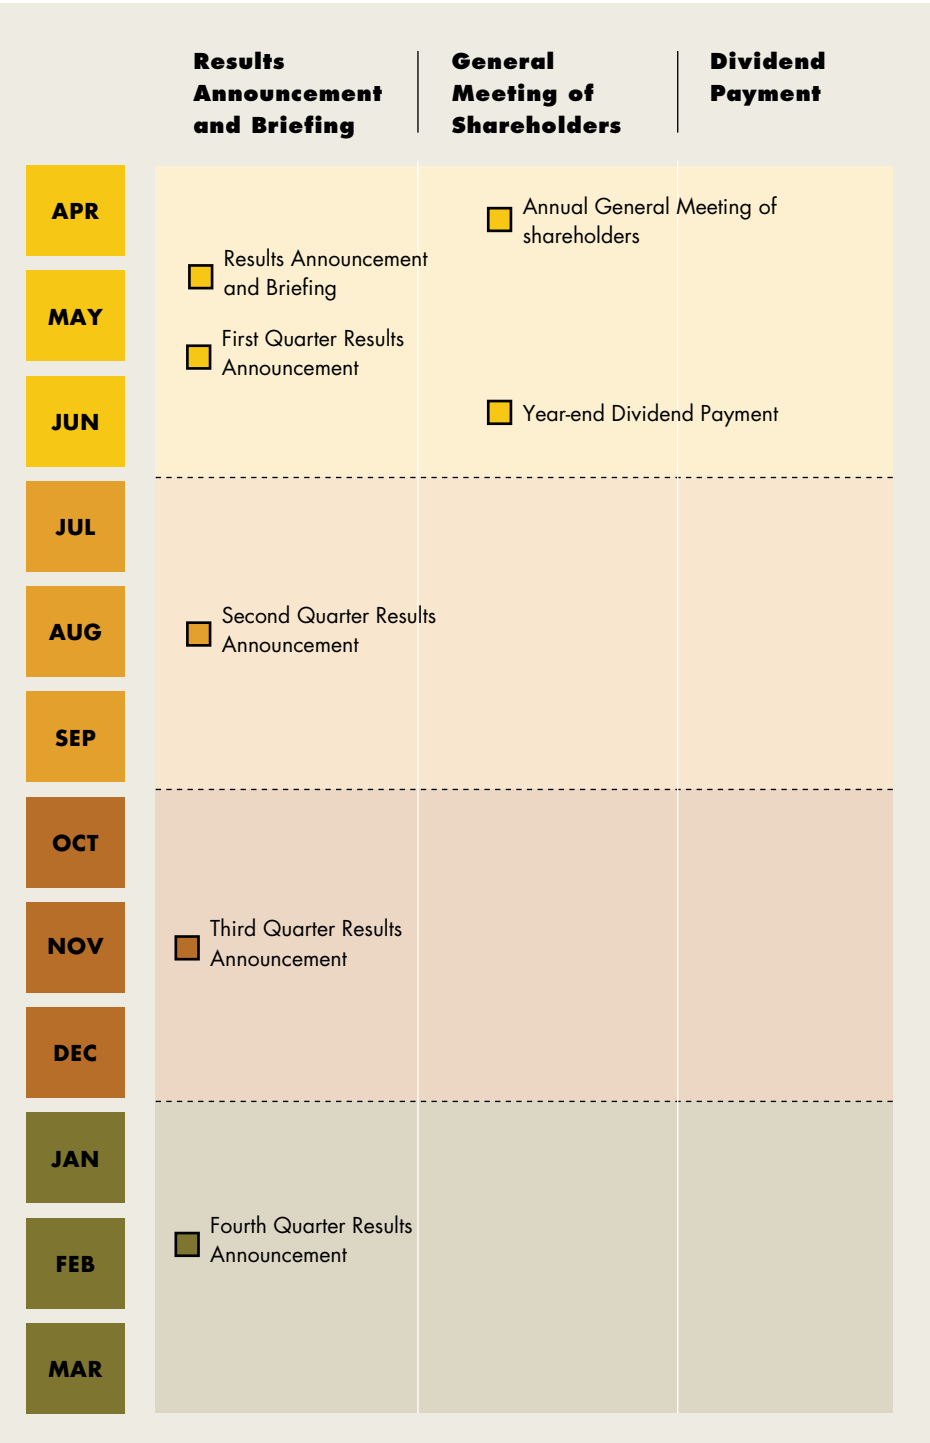 Results
Announcement
and Briefing
General
Meeting of
Shareholders
Dividend
Payment
APR
Annual General Meeting of
shareholders
Results Announcement
and Briefing
MAY
First Quarter Results
Announcement
JUN
Year-end Dividend Payment
JUL
AUG
Second Quarter Results
Announcement
SEP
OCT
NOV
Third Quarter Results
Announcement
DEC
JAN
FEB
Fourth Quarter Results
Announcement
MAR